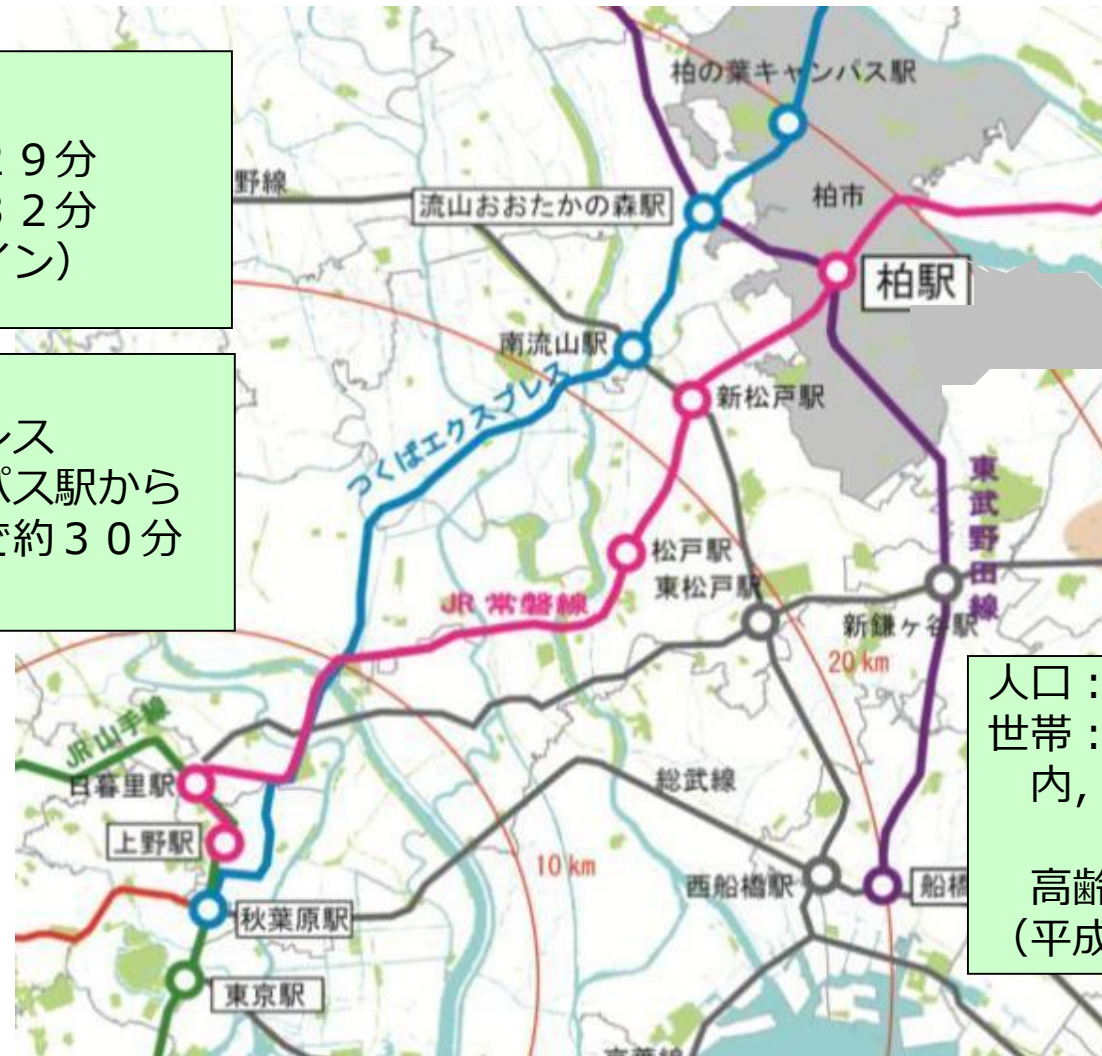 ２９分
３２分
イン）
レス
パス駅から
で約３０分
柏の葉キャンパス駅
野線
流山おおたかの森駅
柏市
柏駅
南流山駅
つくばエクスプレス
新松戸駅
東武野田線
松戸駅
東松戸駅
JR 常磐線
新鎌ヶ谷駅
20 km
JR 山手線
日暮里駅
総武線
上野駅
10 km
西船橋駅
船橋
秋葉原駅
東京駅
人口：
世帯：
内，
高齢
（平成